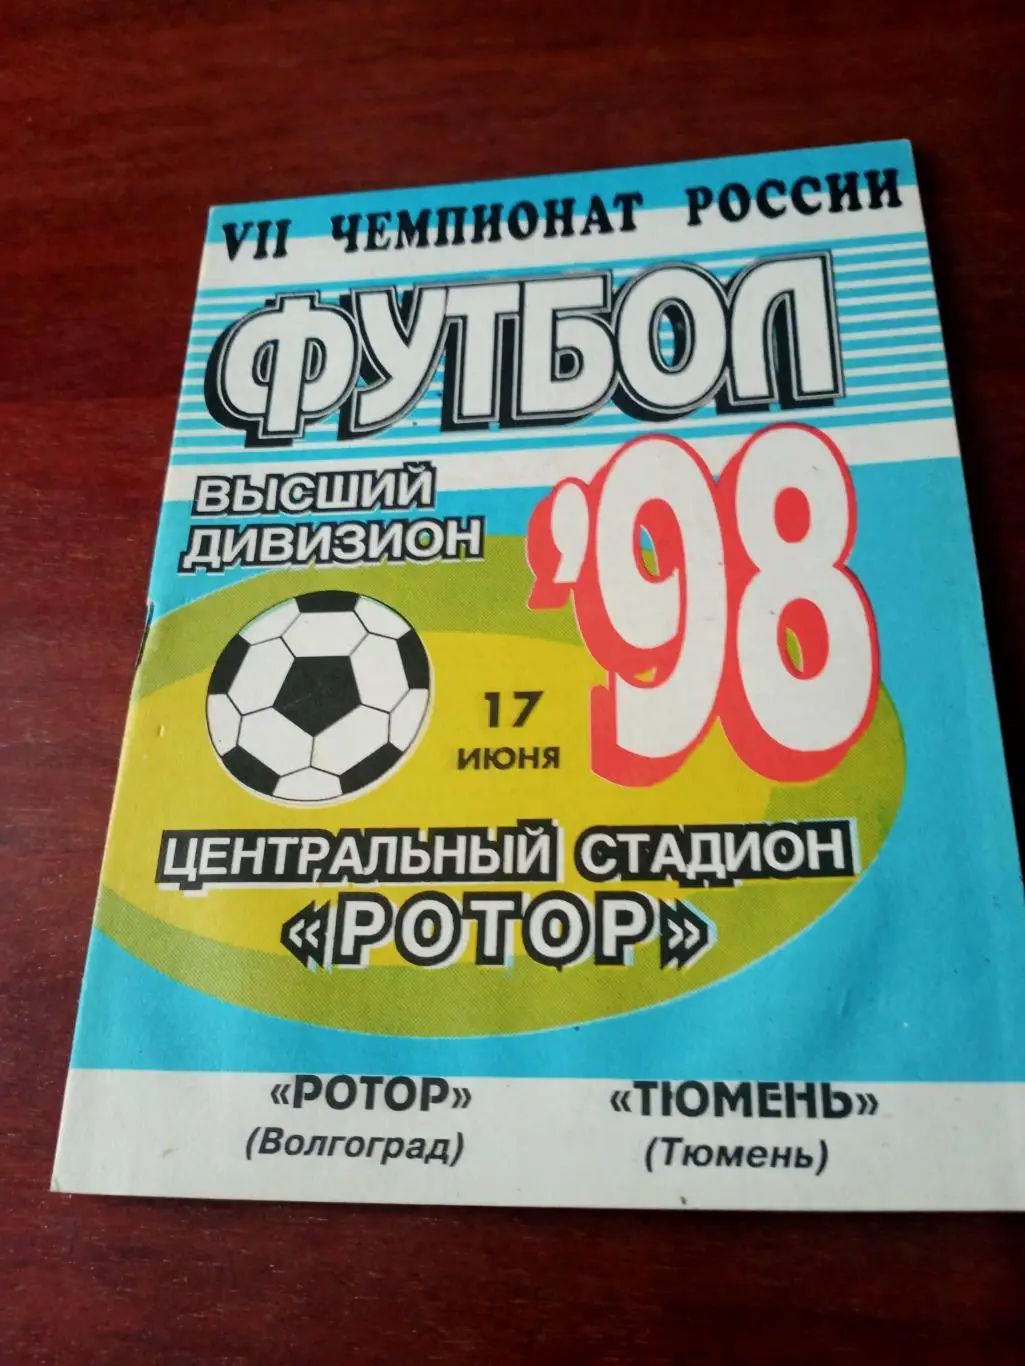 VII ЧЕМПИОНАТ РОССИИ
ФУТБОЛ
ВЫСШИЙ
ДИВИЗИОН
'98
17
ИЮНЯ
ЦЕНТРАЛЬНЫЙ СТАДИОН
«РОТОР»
«РОТОР» «ТЮМЕНЬ»
(Волгоград) (Тюмень)